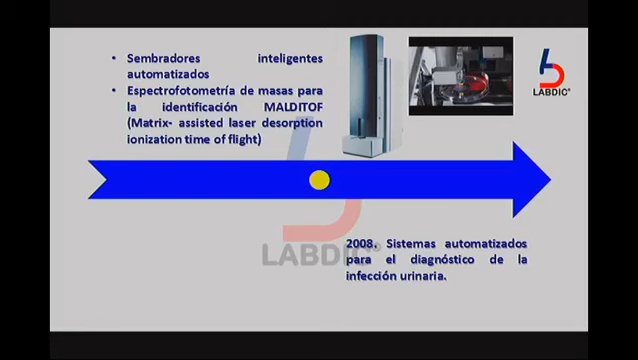 • Sembradores inteligentes
automatizados
• Espectrofotometría de masas para
la identificación MALDITOF
(Matrix- assisted laser desorption
ionization time of flight)
LABDIC®
LABDIC®
2008. Sistemas automatizados
para el diagnóstico de la
infección urinaria.